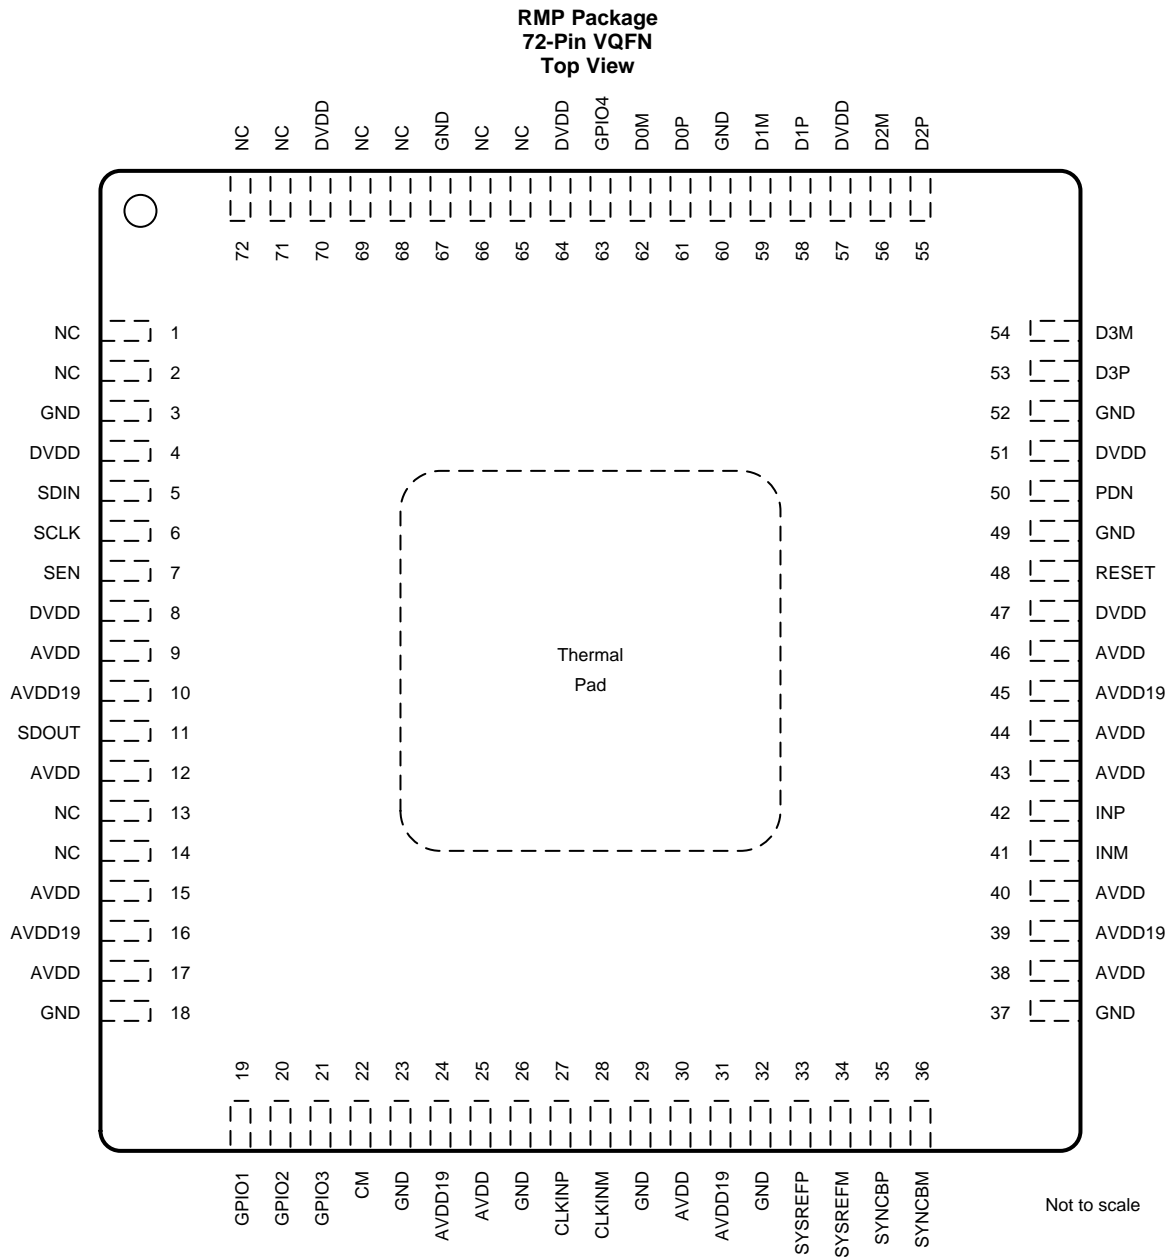 RMP Package
72-Pin VQFN
Top View
NC NC DVDD NC NC GND NC NC DVDD GPIO4 D0M D0P GND D1M D1P DVDD D2M D2P
72 71 70 69 68 67 66 65 64 63 62 61 60 59 58 57 56 55
NC 1 54 D3M
NC 2 53 D3P
GND 3 52 GND
DVDD 4 51 DVDD
SDIN 5 50 PDN
SCLK 6 49 GND
SEN 7 48 RESET
DVDD 8 47 DVDD
AVDD 9 46 AVDD
Thermal
Pad
AVDD19 10 45 AVDD19
SDOUT 11 44 AVDD
AVDD 12 43 AVDD
NC 13 42 INP
NC 14 41 INM
AVDD 15 40 AVDD
AVDD19 16 39 AVDD19
AVDD 17 38 AVDD
GND 18 37 GND
19 20 21 22 23 24 25 26 27 28 29 30 31 32 33 34 35 36
GPIO1 GPIO2 GPIO3 CM GND AVDD19 AVDD GND CLKINP CLKINM GND AVDD AVDD19 GND SYSREFP SYSREFM SYNCBP SYNCBM
Not to scale